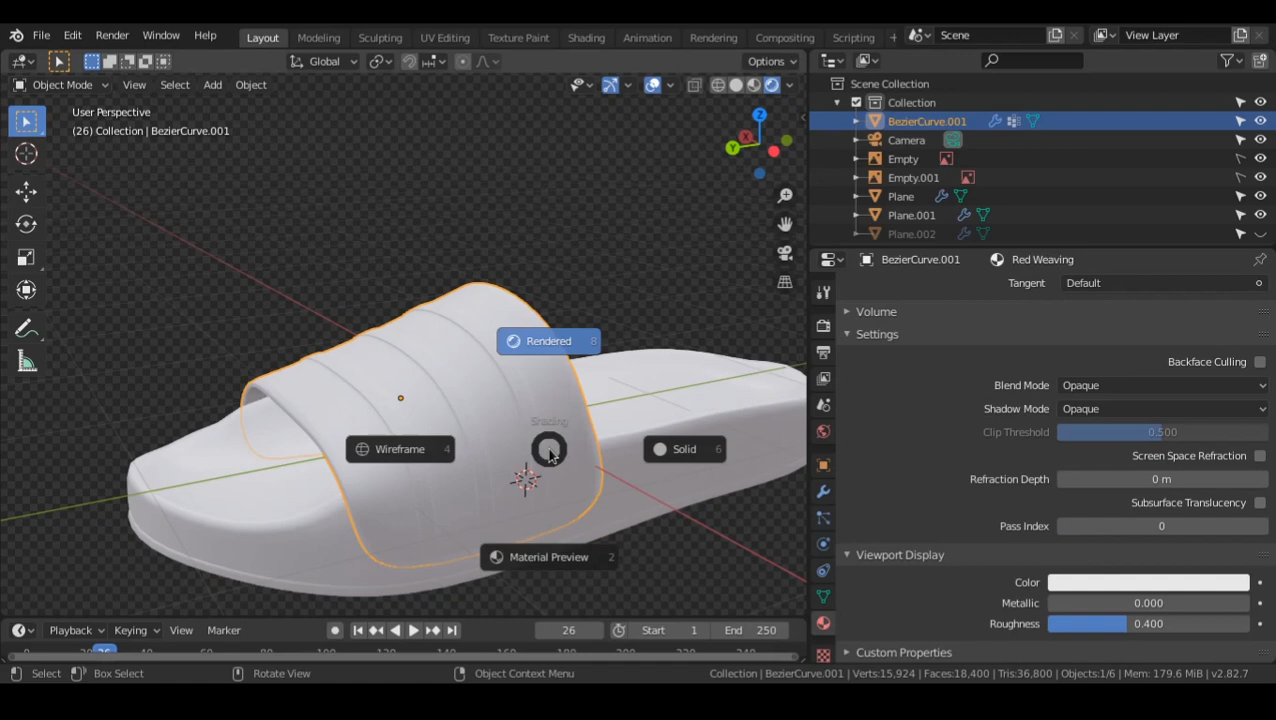 File Edit Render Window Help Layout Modeling Sculpting UV Editing Texture Paint Shading Animation Rendering Compositing Scripting + Scene View Layer
Global Options
Object Mode View Select Add Object
User Perspective
(26) Collection | BezierCurve.001
Z
X
Y
Rendered 8
Shading
Wireframe 4
Solid 6
Material Preview 2
Scene Collection
Collection
BezierCurve.001
Camera
Empty
Empty.001
Plane
Plane.001
Plane.002
BezierCurve.001 Red Weaving
Tangent Default
Volume
Settings
Backface Culling
Blend Mode Opaque
Shadow Mode Opaque
Clip Threshold 0.500
Screen Space Refraction
Refraction Depth 0 m
Subsurface Translucency
Pass Index 0
Viewport Display
Color
Metallic 0.000
Roughness 0.400
Custom Properties
Playback Keying View Marker 26 Start 1 End 250
Select Box Select Rotate View Object Context Menu Collection | BezierCurve.001 | Verts:15,924 | Faces:18,400 | Tris:36,800 | Objects:1/6 | Mem: 179.6 MiB | v2.82.7